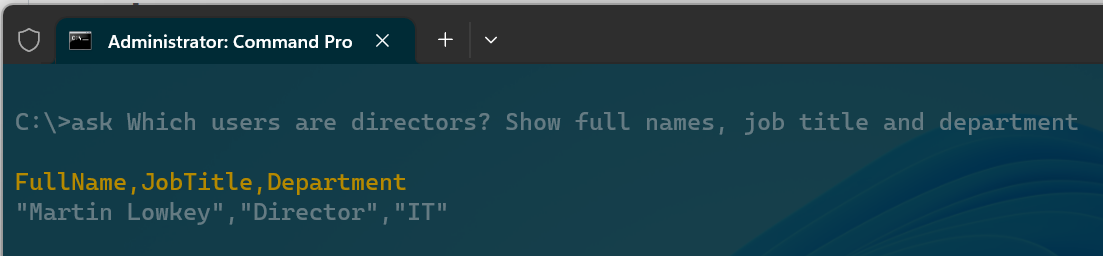 Administrator: Command Pro
C:\>ask Which users are directors? Show full names, job title and department
FullName,JobTitle,Department
"Martin Lowkey","Director","IT"